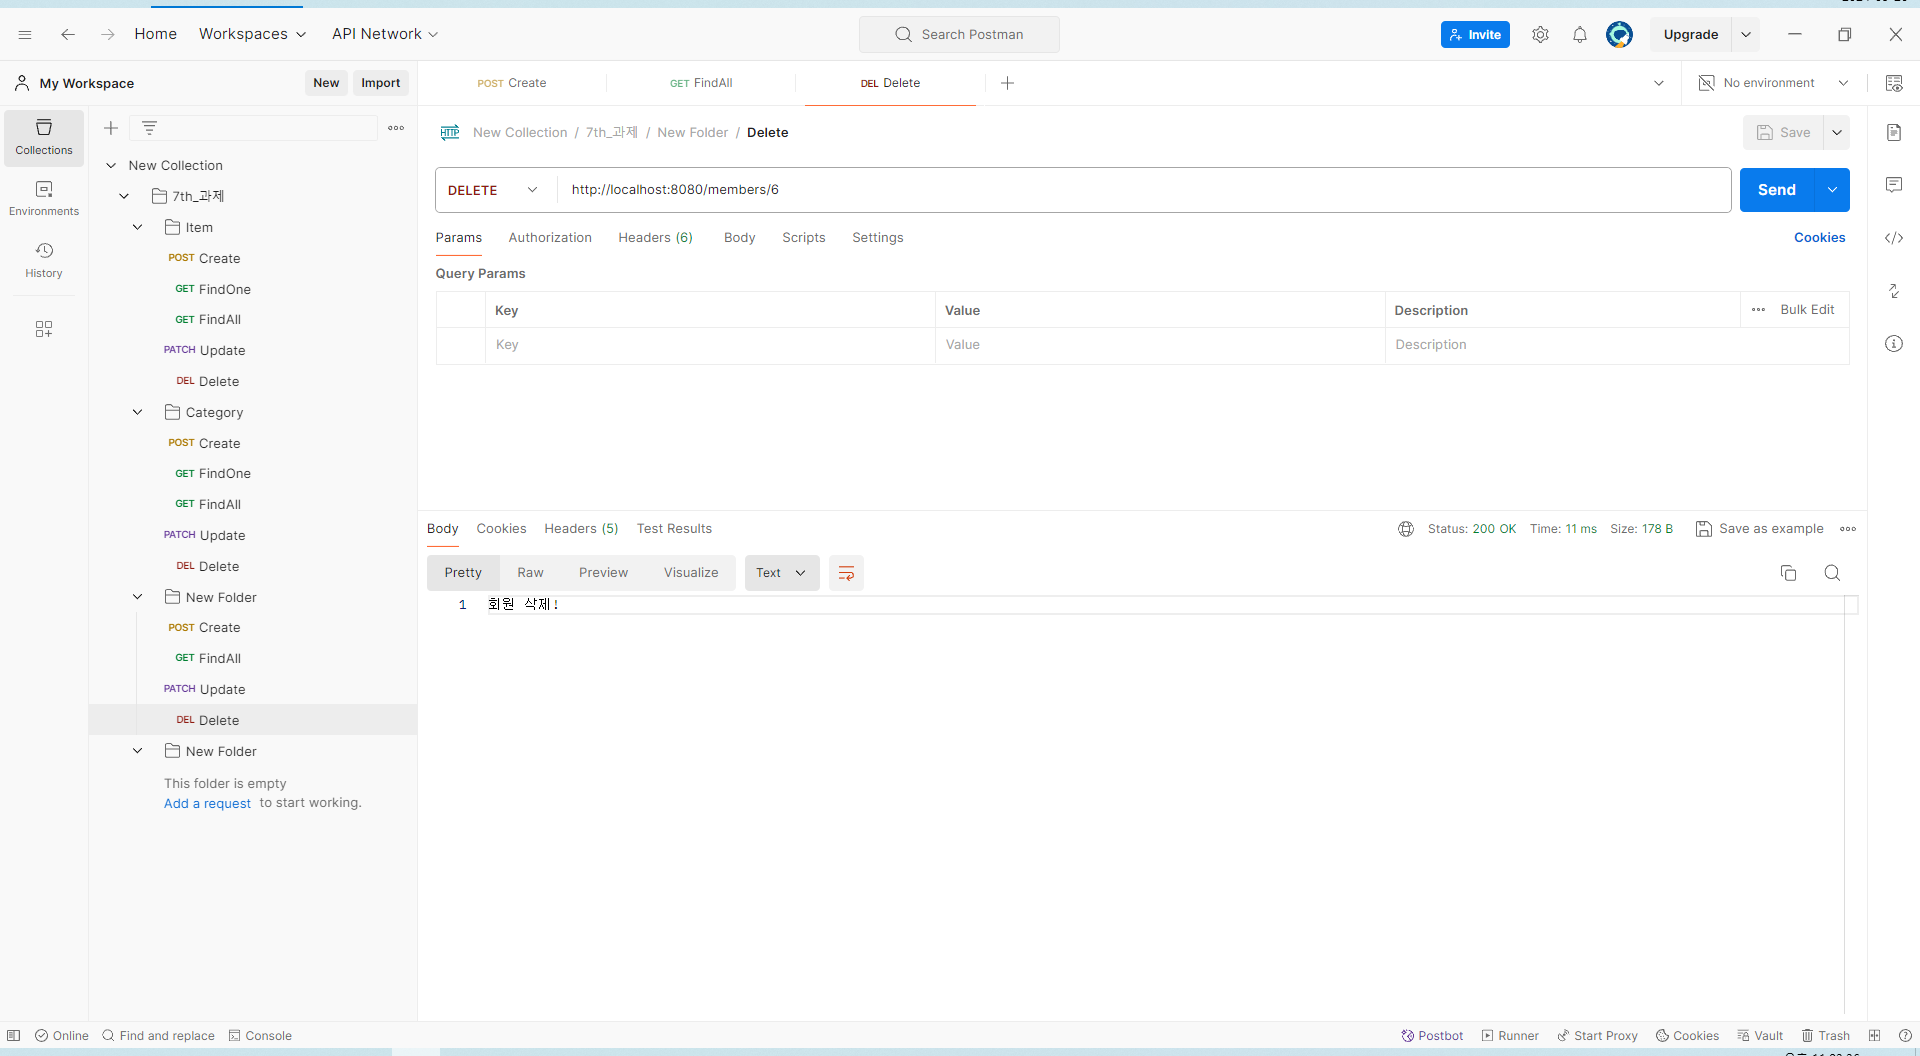 Home Workspaces API Network Search Postman Invite Upgrade
My Workspace New Import POST Create GET FindAll DEL Delete No environment
Collections
Environments
History
New Collection
7th_과제
Item
POST Create
GET FindOne
GET FindAll
PATCH Update
DEL Delete
Category
POST Create
GET FindOne
GET FindAll
PATCH Update
DEL Delete
New Folder
POST Create
GET FindAll
PATCH Update
DEL Delete
New Folder
This folder is empty
Add a request to start working.
HTTP New Collection / 7th_과제 / New Folder / Delete Save
DELETE http://localhost:8080/members/6 Send
Params Authorization Headers (6) Body Scripts Settings Cookies
Query Params
Key Value Description Bulk Edit
Key Value Description
Body Cookies Headers (5) Test Results Status: 200 OK Time: 11 ms Size: 178 B Save as example
Pretty Raw Preview Visualize Text
1 회원 삭제!
Online Find and replace Console Postbot Runner Start Proxy Cookies Vault Trash